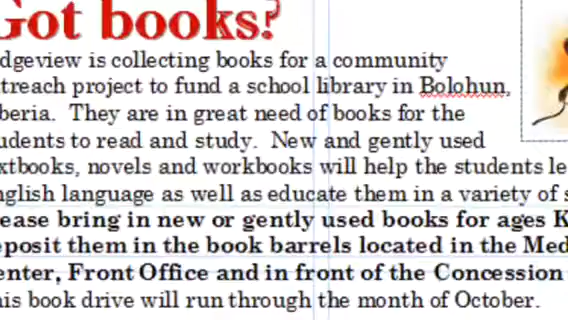 Got books?
dgeview is collecting books for a community
treach project to fund a school library in Bolohun,
beria. They are in great need of books for the
udents to read and study. New and gently used
xtbooks, novels and workbooks will help the students le
nglish language as well as educate them in a variety of s
ease bring in new or gently used books for ages K
eposit them in the book barrels located in the Med
enter, Front Office and in front of the Concession
his book drive will run through the month of October.